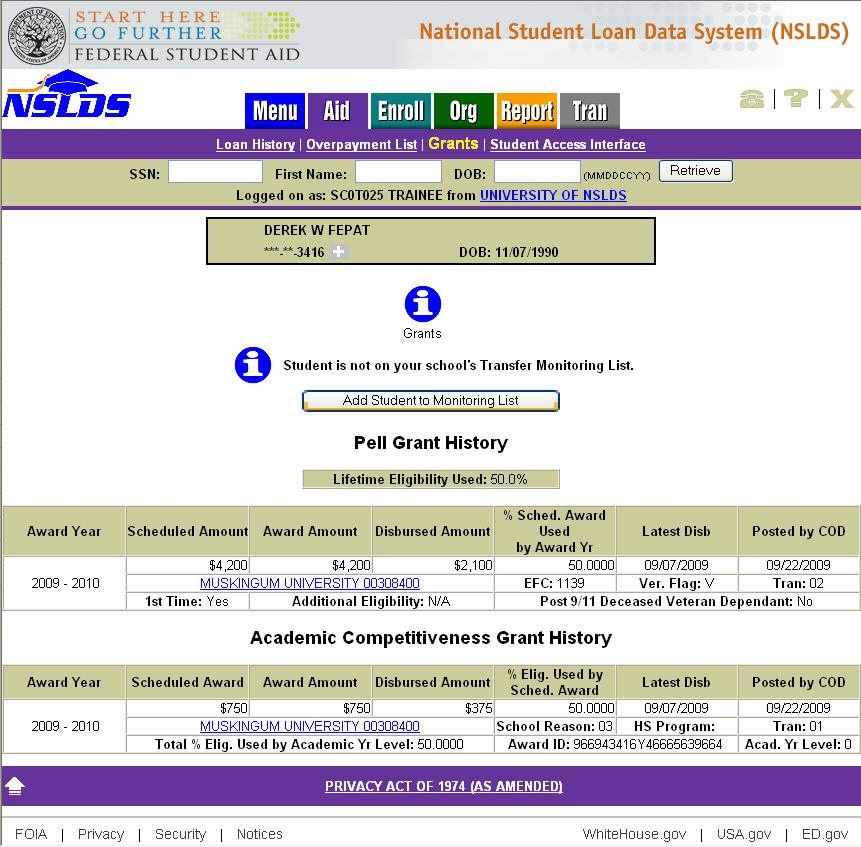 START HERE
GO FURTHER
FEDERAL STUDENT AID
National Student Loan Data System (NSLDS)
NSLDS
Menu Aid Enroll Org Report Tran
? X
Loan History | Overpayment List | Grants | Student Access Interface
SSN: First Name: DOB: (MMDDCCYY) Retrieve
Logged on as: SC0T025 TRAINEE from UNIVERSITY OF NSLDS
DEREK W FEPAT
***-**-3416 + DOB: 11/07/1990
i
Grants
i Student is not on your school's Transfer Monitoring List.
Add Student to Monitoring List
Pell Grant History
Lifetime Eligibility Used: 50.0%
Award Year Scheduled Amount Award Amount Disbursed Amount % Sched. Award Used by Award Yr Latest Disb Posted by COD
2009 - 2010 $4,200 $4,200 $2,100 50.0000 09/07/2009 09/22/2009
MUSKINGUM UNIVERSITY 00308400 EFC: 1139 Ver. Flag: V Tran: 02
1st Time: Yes Additional Eligibility: N/A Post 9/11 Deceased Veteran Dependant: No
Academic Competitiveness Grant History
Award Year Scheduled Award Award Amount Disbursed Amount % Elig. Used by Sched. Award Latest Disb Posted by COD
2009 - 2010 $750 $750 $375 50.0000 09/07/2009 09/22/2009
MUSKINGUM UNIVERSITY 00308400 School Reason: 03 HS Program: Tran: 01
Total % Elig. Used by Academic Yr Level: 50.0000 Award ID: 966943416Y46665639664 Acad. Yr Level: 0
PRIVACY ACT OF 1974 (AS AMENDED)
FOIA | Privacy | Security | Notices WhiteHouse.gov | USA.gov | ED.gov